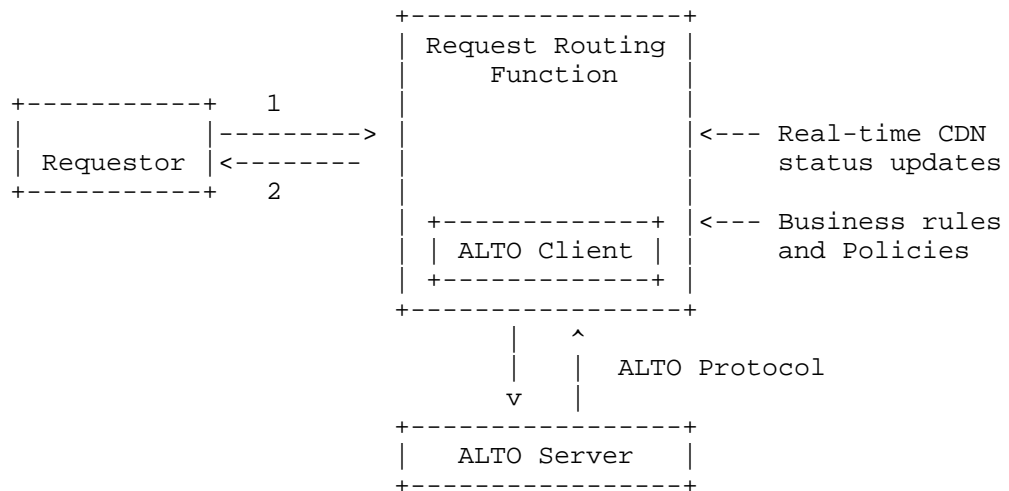 Request Routing
Function
1
Requestor
2
<--- Real-time CDN
status updates
<--- Business rules
and Policies
ALTO Client
ALTO Protocol
ALTO Server